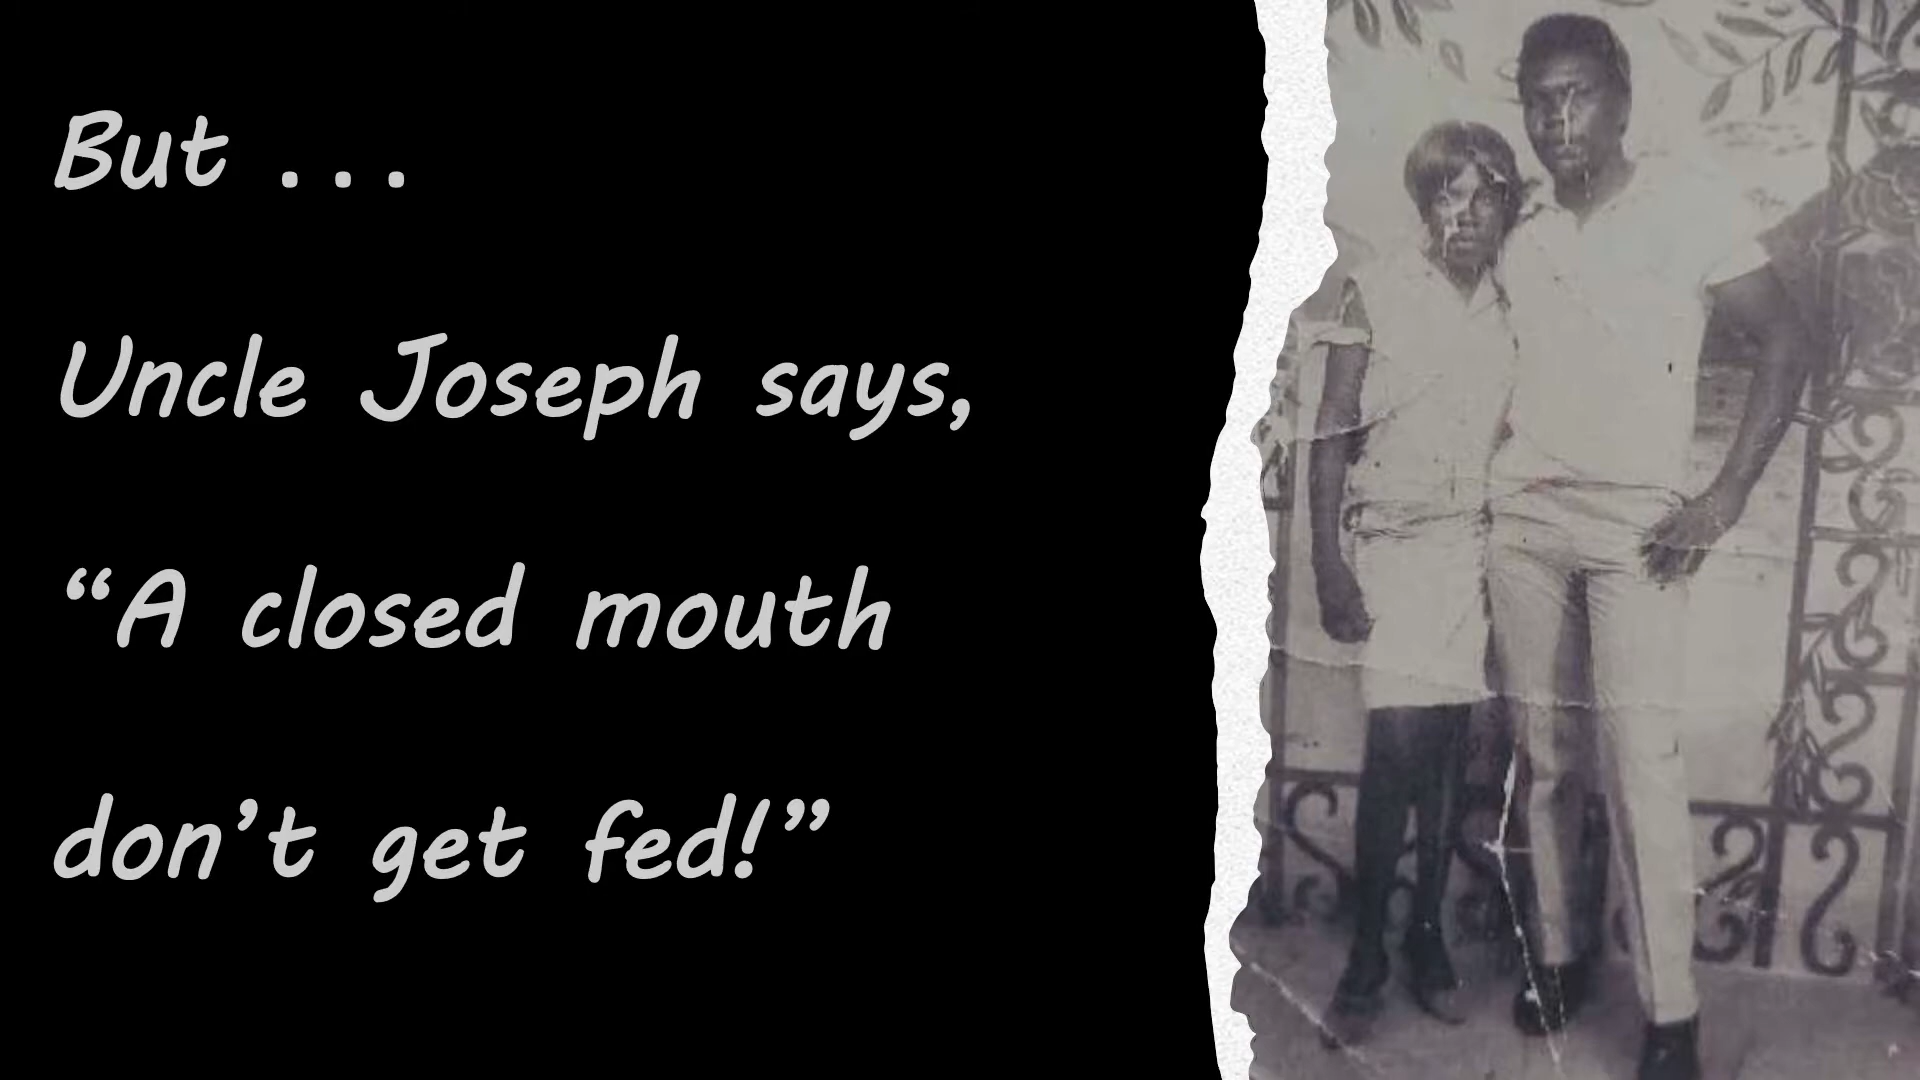 But ...
Uncle Joseph says,
“A closed mouth
don’t get fed!”